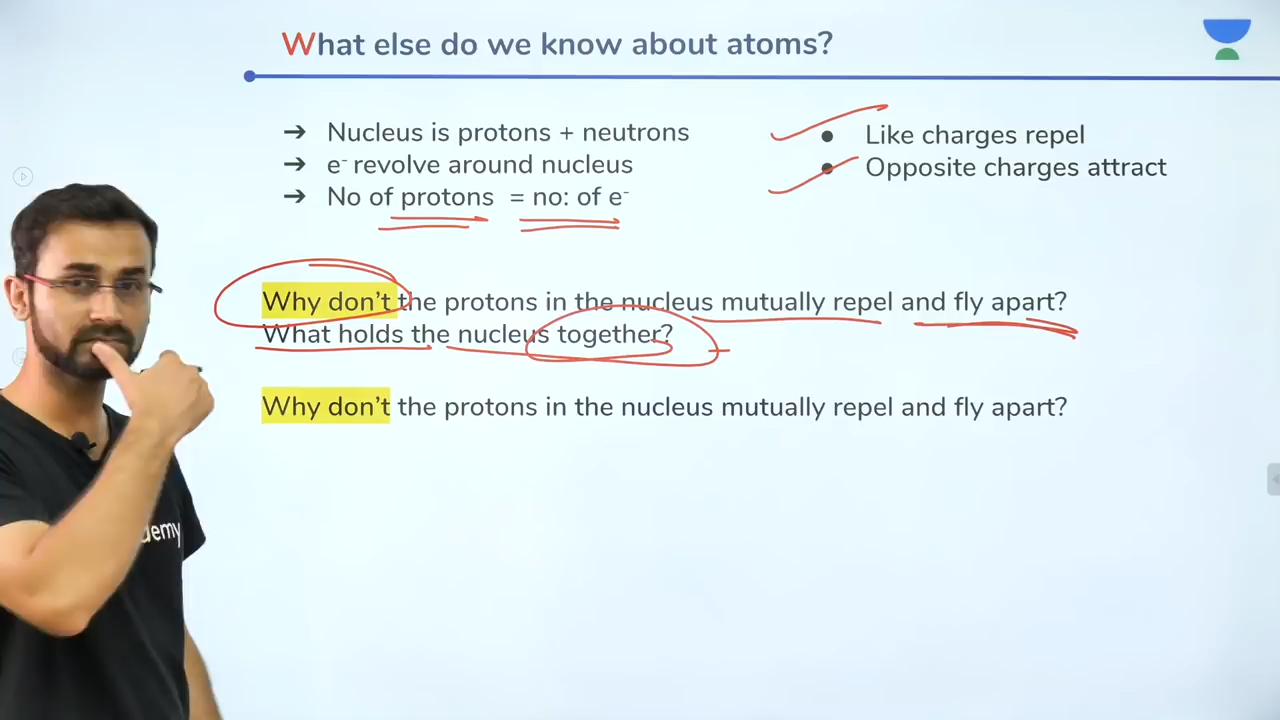 What else do we know about atoms?
➔ Nucleus is protons + neutrons
➔ e⁻ revolve around nucleus
➔ No of protons = no: of e⁻
● Like charges repel
● Opposite charges attract
Why don't the protons in the nucleus mutually repel and fly apart?
What holds the nucleus together?
Why don't the protons in the nucleus mutually repel and fly apart?
demy